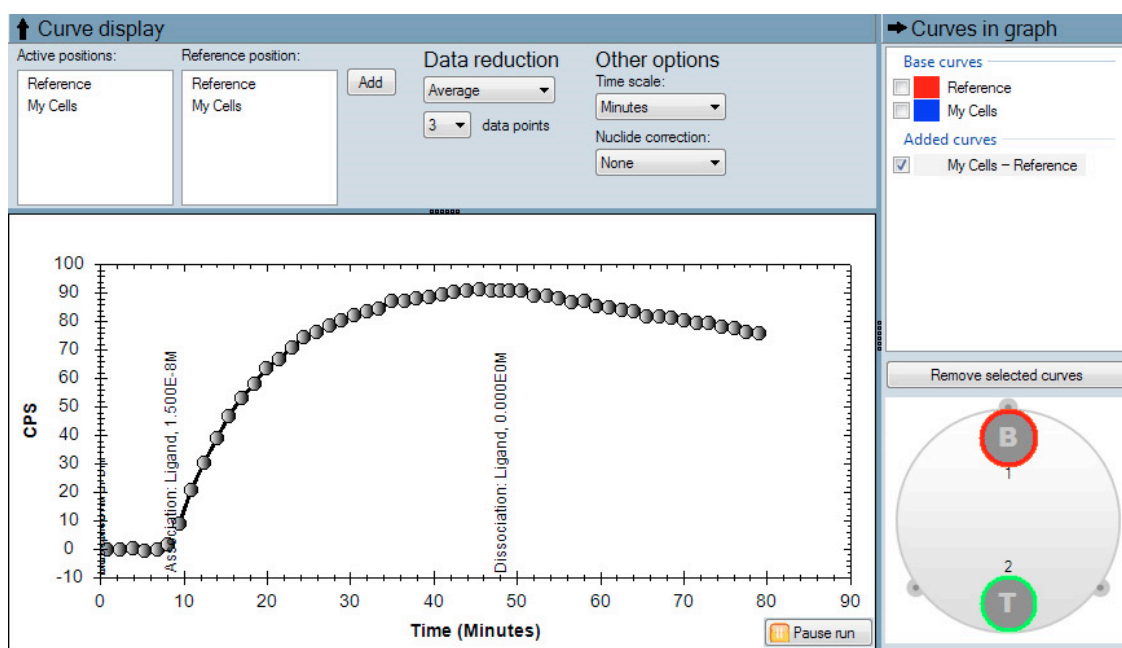 Curve display
Active positions:
Reference
My Cells
Reference position:
Reference
My Cells
Add
Data reduction
Average
3 data points
Other options
Time scale:
Minutes
Nuclide correction:
None
Curves in graph
Base curves
Reference
My Cells
Added curves
My Cells – Reference
Remove selected curves
100
90
80
70
60
50
40
30
20
10
0
-10
CPS
Association: Ligand, 1.500E-8M
Dissociation: Ligand, 0.000E0M
0 10 20 30 40 50 60 70 80 90
Time (Minutes)
Pause run
B
1
2
T